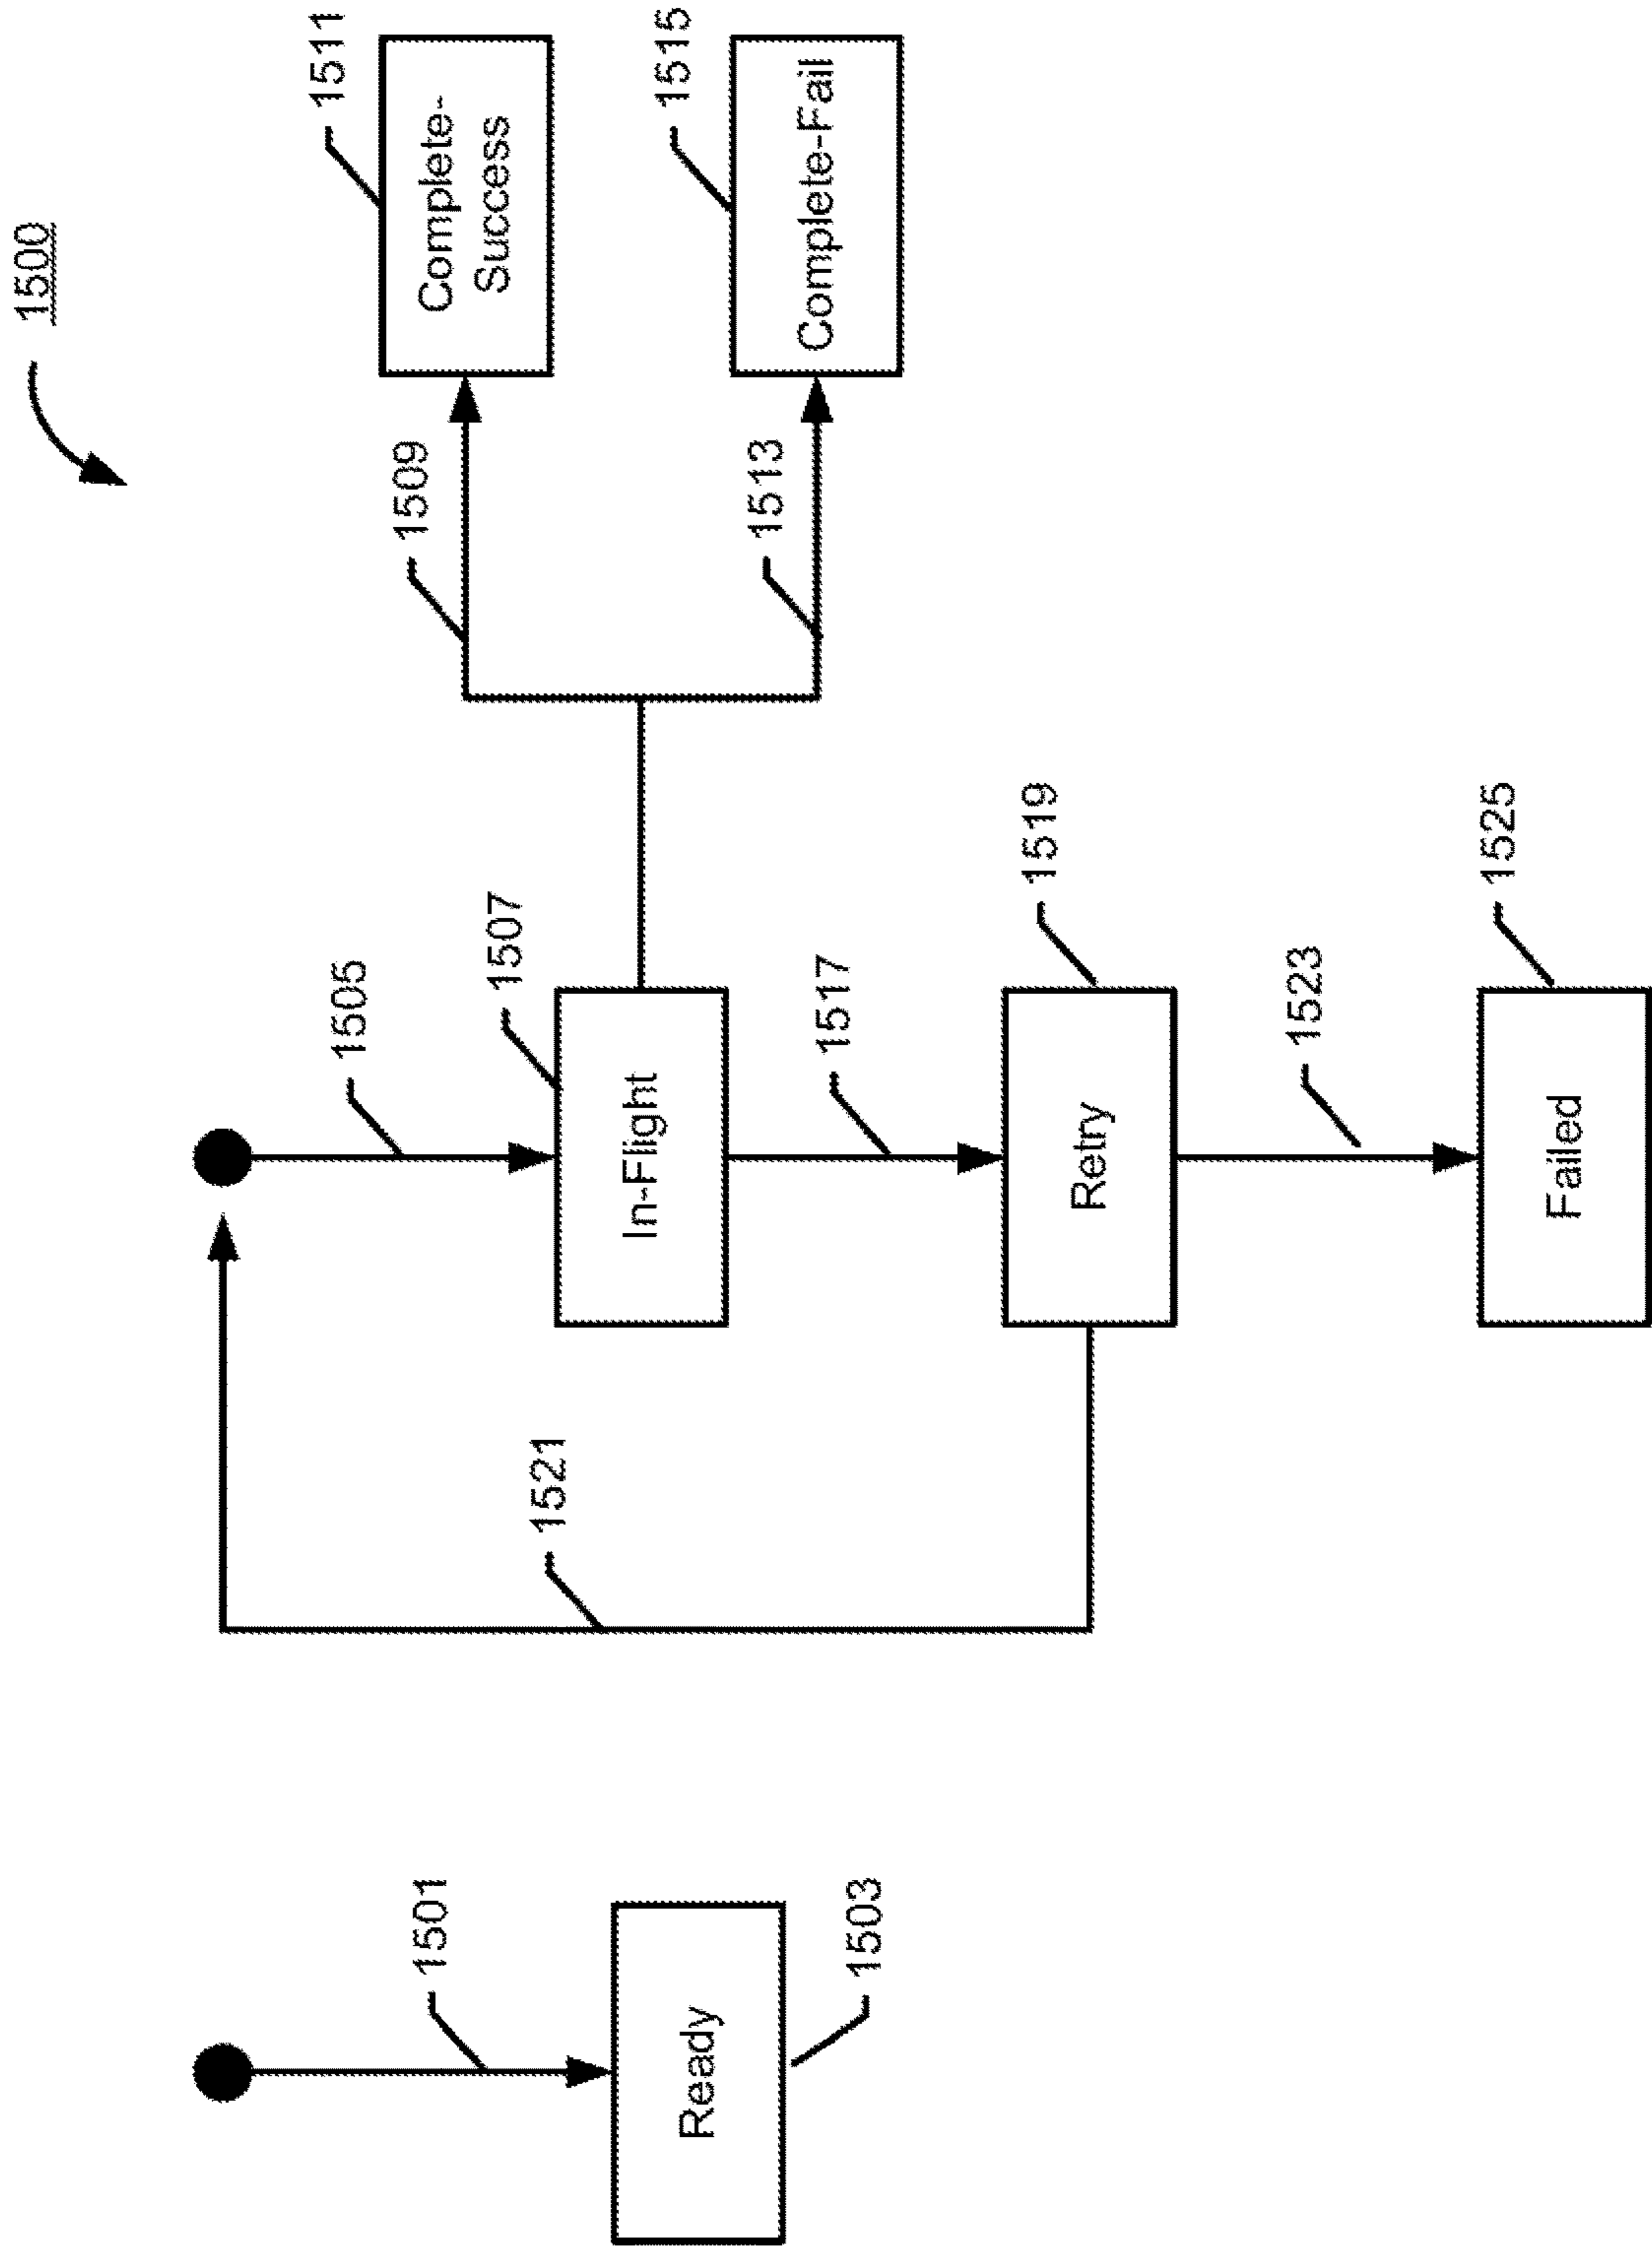 1500
1501
Ready
1503
1521
1505
In-Flight
1507
1517
Retry
1519
1523
Failed
1525
1509
Complete-
Success
1511
1513
Complete-Fail
1515